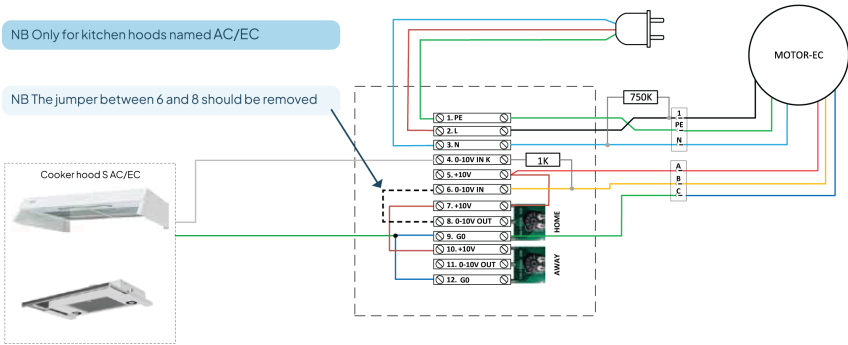 NB Only for kitchen hoods named AC/EC
NB The jumper between 6 and 8 should be removed
Cooker hood S AC/EC
MOTOR-EC
750K
1K
1. PE
2. L
3. N
4. 0-10V IN K
5. +10V
6. 0-10V IN
7. +10V
8. 0-10V OUT
9. G0
10. +10V
11. 0-10V OUT
12. G0
HOME
AWAY
1
PE
N
A
B
C